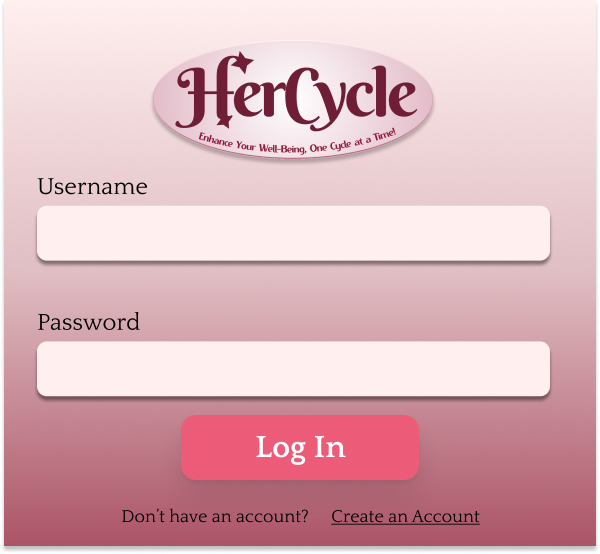 HerCycle
Enhance Your Well-Being, One Cycle at a Time!
Username
Password
Log In
Don't have an account? Create an Account